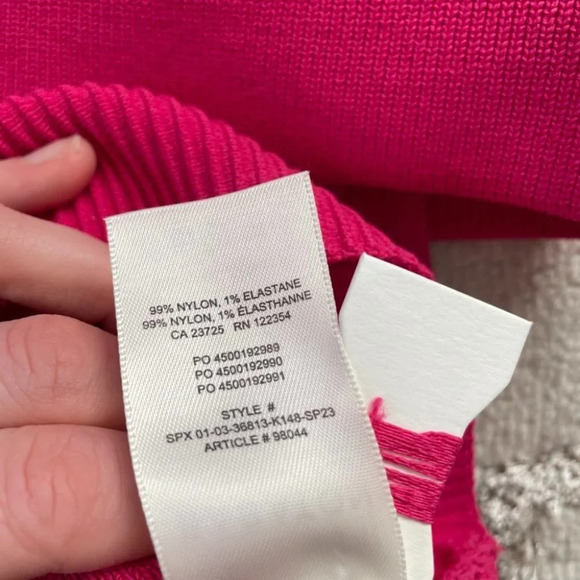 99% NYLON, 1% ELASTANE
99% NYLON, 1% ÉLASTHANNE
CA 23725 RN 122354
PO 4500192989
PO 4500192990
PO 4500192991
STYLE #
SPX 01-03-36813-K148-SP23
ARTICLE # 98044